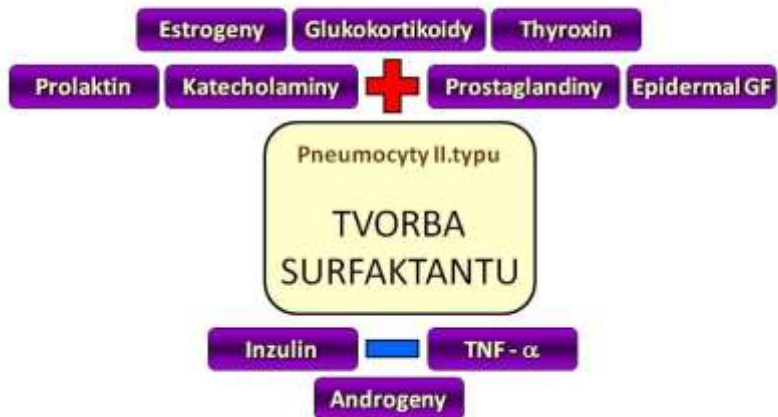 Estrogeny Glukokortikoidy Thyroxin
Prolaktin Katecholaminy Prostaglandiny Epidermal GF
Pneumocyty II.typu
TVORBA
SURFAKTANTU
Inzulin TNF - α
Androgeny